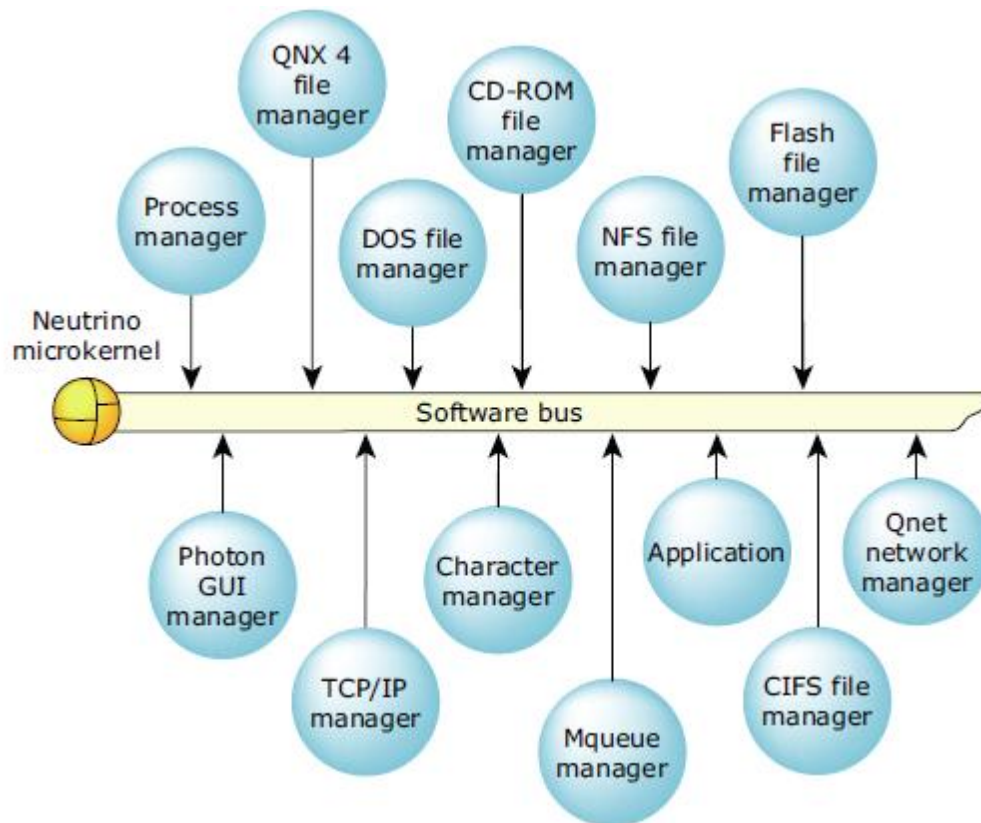 QNX 4
file
manager
CD-ROM
file
manager
Flash
file
manager
Process
manager
DOS file
manager
NFS file
manager
Neutrino
microkernel
Software bus
Photon
GUI
manager
TCP/IP
manager
Character
manager
Mqueue
manager
Application
CIFS file
manager
Qnet
network
manager